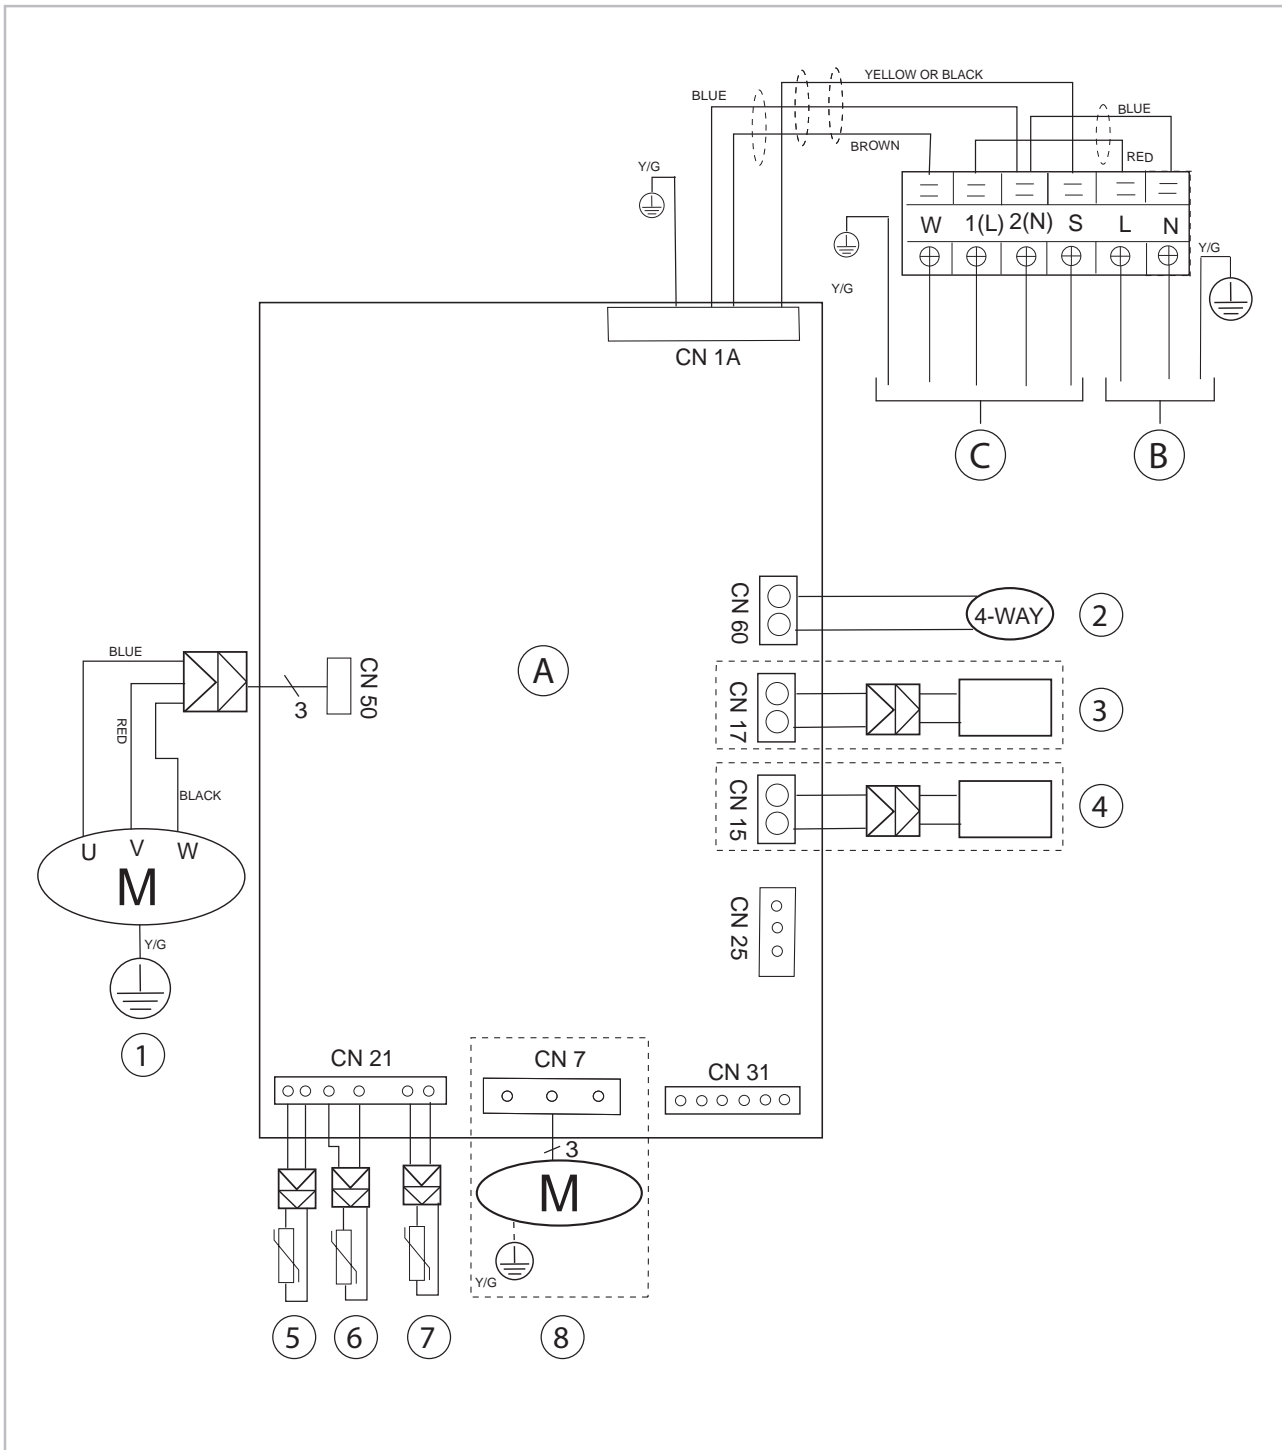 YELLOW OR BLACK
BLUE
BLUE
BROWN
RED
Y/G
W 1(L) 2(N) S L N
Y/G
Y/G
CN 1A
C
B
CN 60
4-WAY
2
A
BLUE
CN 50
3
CN 17
3
RED
BLACK
CN 15
4
U V W
M
Y/G
CN 25
1
CN 21
CN 7
CN 31
3
M
Y/G
5
6
7
8